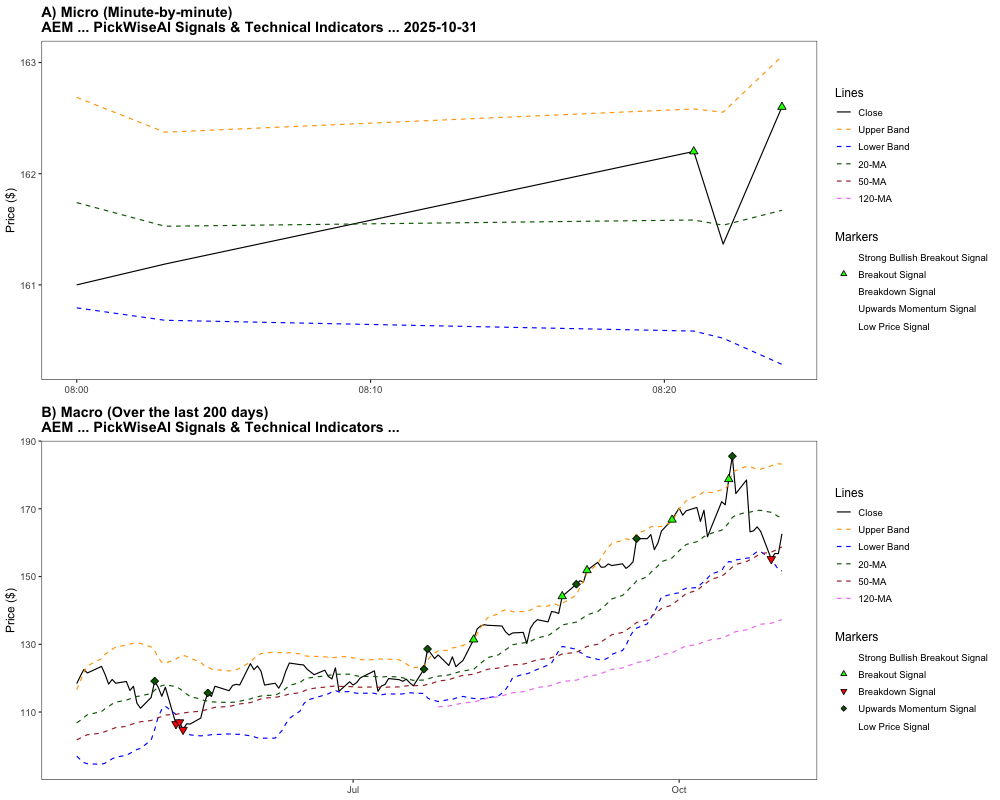 A) Micro (Minute-by-minute)
AEM ... PickWiseAI Signals & Technical Indicators ... 2025-10-31
Price ($)
163
162
161
08:00
08:10
08:20
Lines
Close
Upper Band
Lower Band
20-MA
50-MA
120-MA
Markers
Strong Bullish Breakout Signal
Breakout Signal
Breakdown Signal
Upwards Momentum Signal
Low Price Signal
B) Macro (Over the last 200 days)
AEM ... PickWiseAI Signals & Technical Indicators ...
Price ($)
190
170
150
130
110
Jul
Oct
Lines
Close
Upper Band
Lower Band
20-MA
50-MA
120-MA
Markers
Strong Bullish Breakout Signal
Breakout Signal
Breakdown Signal
Upwards Momentum Signal
Low Price Signal